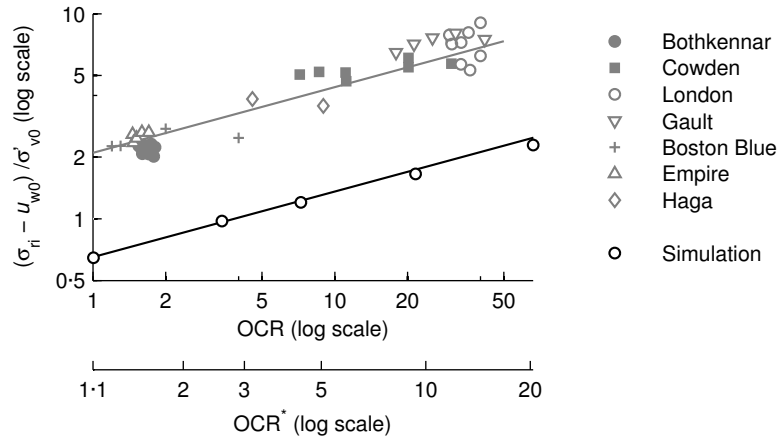 10
5
2
1
0·5
(σri – uw0) /σ'v0 (log scale)
1 2 5 10 20 50
OCR (log scale)
1·1 2 3 5 10 20
OCR* (log scale)
Bothkennar
Cowden
London
Gault
Boston Blue
Empire
Haga
Simulation